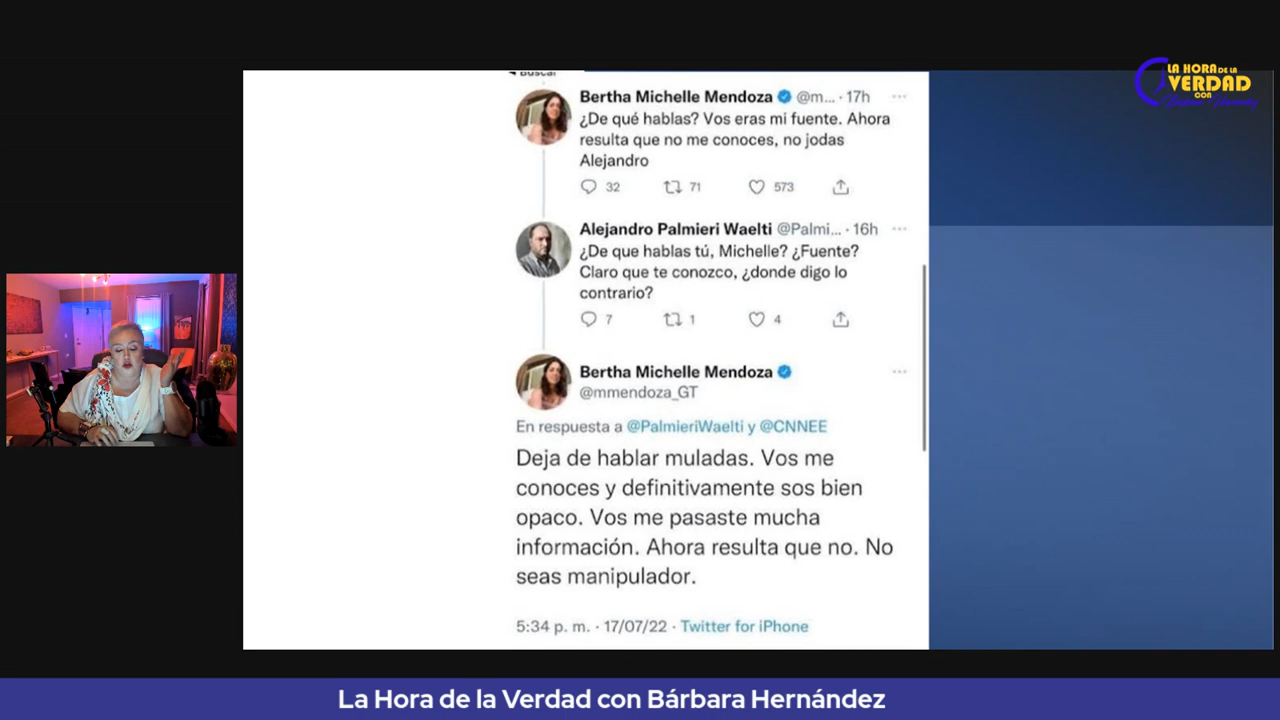 Buscar
Bertha Michelle Mendoza @m... · 17h
¿De qué hablas? Vos eras mi fuente. Ahora
resulta que no me conoces, no jodas
Alejandro
32 71 573
Alejandro Palmieri Waelti @Palmi... · 16h
¿De que hablas tú, Michelle? ¿Fuente?
Claro que te conozco, ¿donde digo lo
contrario?
7 1 4
Bertha Michelle Mendoza
@mmendoza_GT
En respuesta a @PalmieriWaelti y @CNNEE
Deja de hablar muladas. Vos me
conoces y definitivamente sos bien
opaco. Vos me pasaste mucha
información. Ahora resulta que no. No
seas manipulador.
5:34 p. m. · 17/07/22 · Twitter for iPhone
LA HORA DE LA
VERDAD
CON
Bárbara Hernández
La Hora de la Verdad con Bárbara Hernández